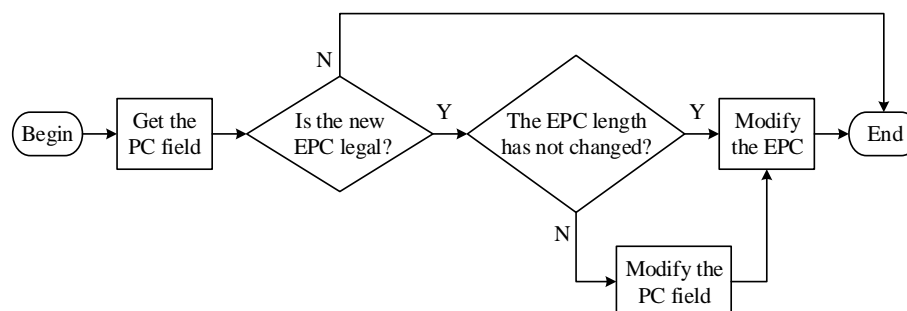 N
Begin
Get the
PC field
Is the new
EPC legal?
Y
The EPC length
has not changed?
Y
Modify
the EPC
End
N
Modify the
PC field